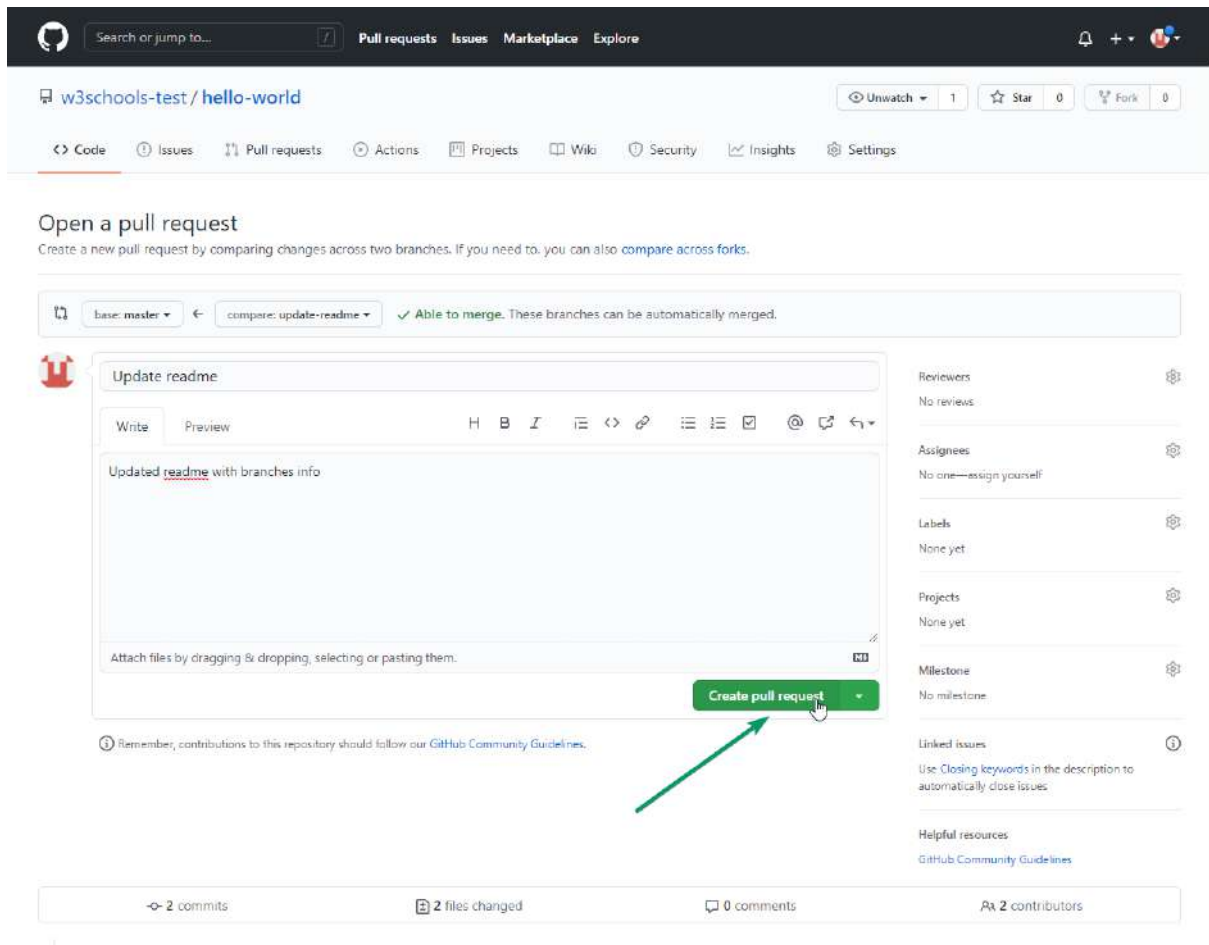 Search or jump to... /
Pull requests Issues Marketplace Explore
w3schools-test / hello-world
Unwatch 1 Star 0 Fork 0
<> Code Issues Pull requests Actions Projects Wiki Security Insights Settings
Open a pull request
Create a new pull request by comparing changes across two branches. If you need to, you can also compare across forks.
base: master ← compare: update-readme ✓ Able to merge. These branches can be automatically merged.
Update readme
Write Preview H B I
Updated readme with branches info
Attach files by dragging & dropping, selecting or pasting them.
Create pull request
Remember, contributions to this repository should follow our GitHub Community Guidelines.
Reviewers
No reviews
Assignees
No one—assign yourself
Labels
None yet
Projects
None yet
Milestone
No milestone
Linked issues
Use Closing keywords in the description to
automatically close issues
Helpful resources
GitHub Community Guidelines
2 commits 2 files changed 0 comments 2 contributors